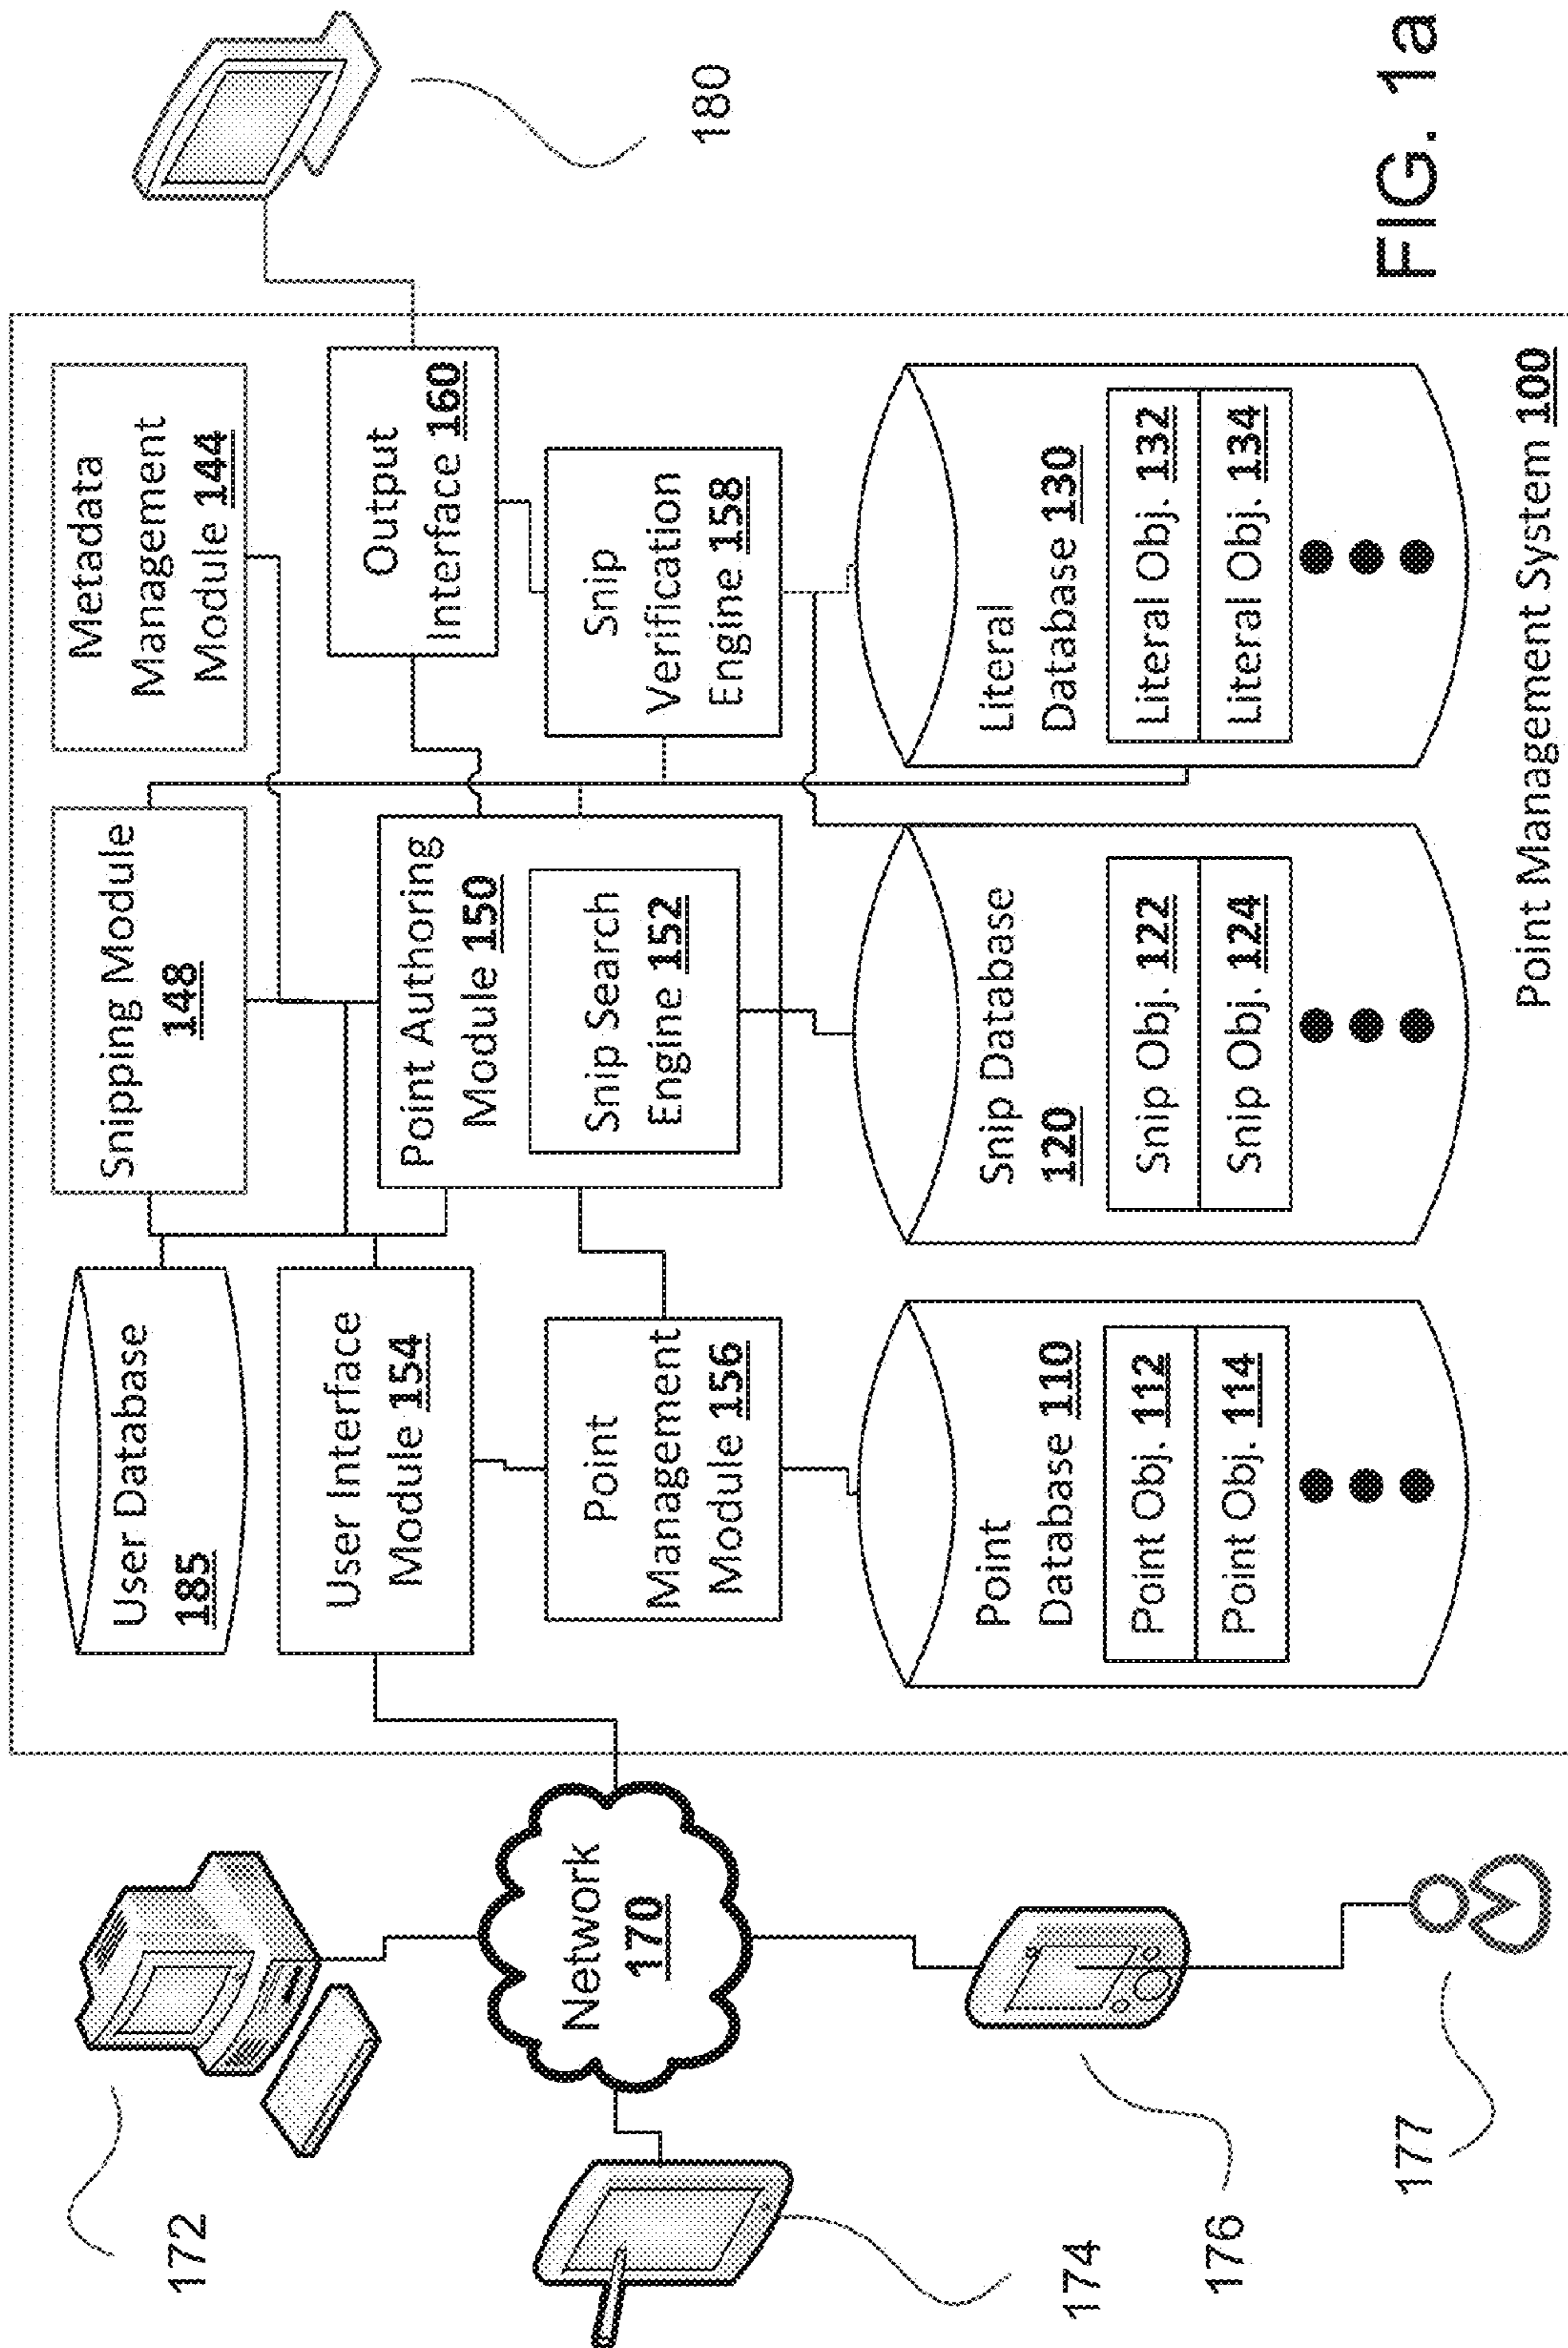 172
174
176
177
Network
170
User Database
185
User Interface
Module 154
Point
Management
Module 156
Point
Database 110
Point Obj. 112
Point Obj. 114
Snipping Module
148
Point Authoring
Module 150
Snip Search
Engine 152
Snip Database
120
Snip Obj. 122
Snip Obj. 124
Metadata
Management
Module 144
Output
Interface 160
Snip
Verification
Engine 158
Literal
Database 130
Literal Obj. 132
Literal Obj. 134
Point Management System 100
180
FIG. 1a